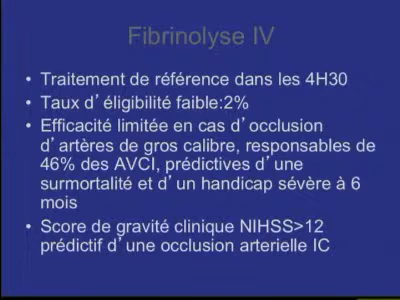 Fibrinolyse IV
• Traitement de référence dans les 4H30
• Taux d’éligibilité faible:2%
• Efficacité limitée en cas d’occlusion
d’artères de gros calibre, responsables de
46% des AVCI, prédictives d’une
surmortalité et d’un handicap sévère à 6
mois
• Score de gravité clinique NIHSS>12
prédictif d’une occlusion arterielle IC